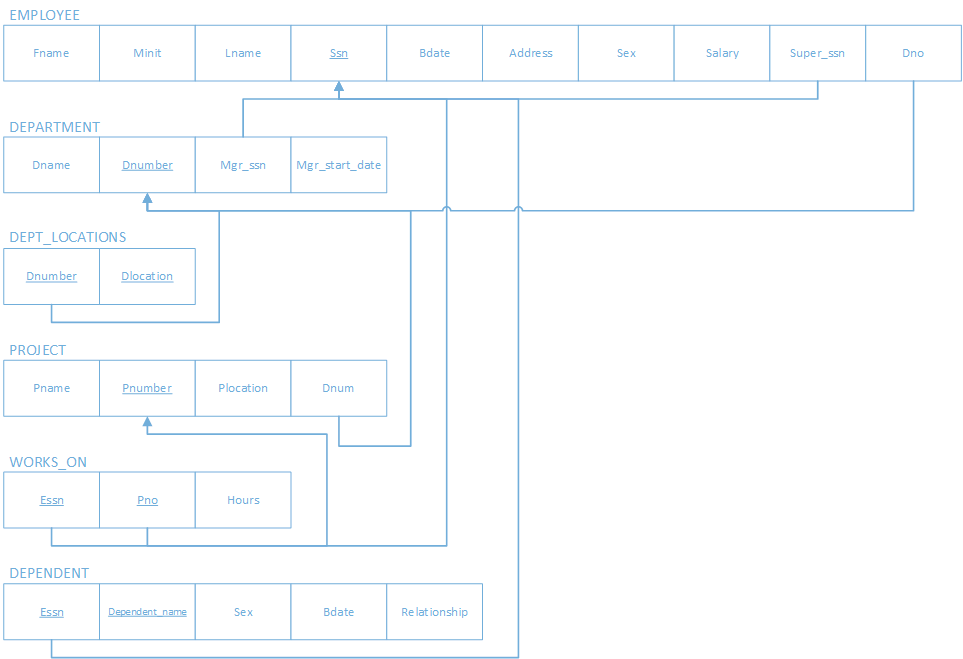 EMPLOYEE
Fname Minit Lname Ssn Bdate Address Sex Salary Super_ssn Dno
DEPARTMENT
Dname Dnumber Mgr_ssn Mgr_start_date
DEPT_LOCATIONS
Dnumber Dlocation
PROJECT
Pname Pnumber Plocation Dnum
WORKS_ON
Essn Pno Hours
DEPENDENT
Essn Dependent_name Sex Bdate Relationship